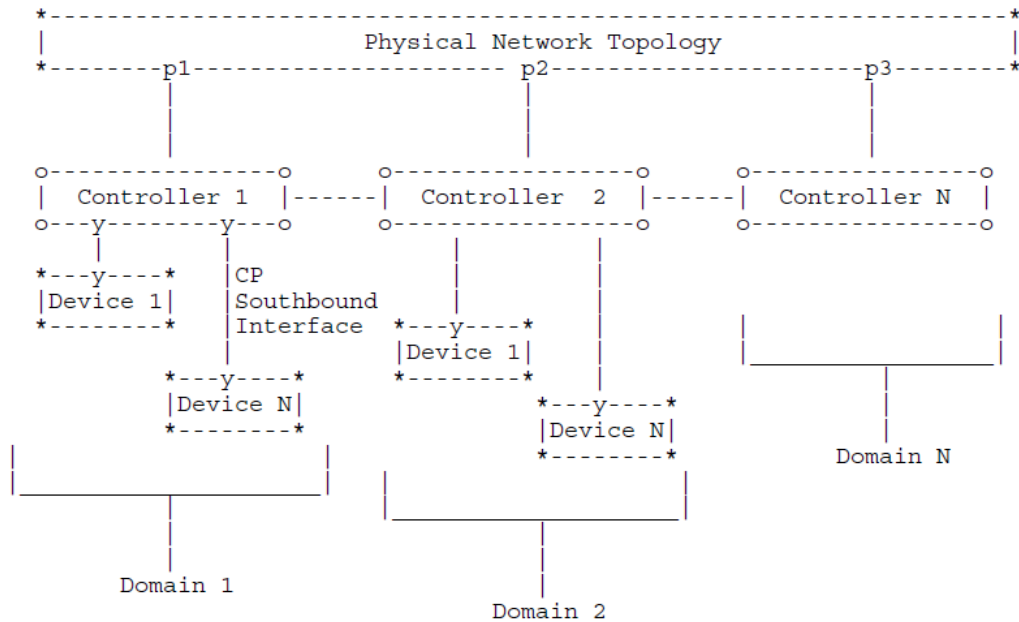 Physical Network Topology
p1 p2 p3
Controller 1 Controller 2 Controller N
y y
y CP
Device 1 Southbound
Interface y
Device 1
y
Device N y
Device N
Domain N
Domain 1
Domain 2